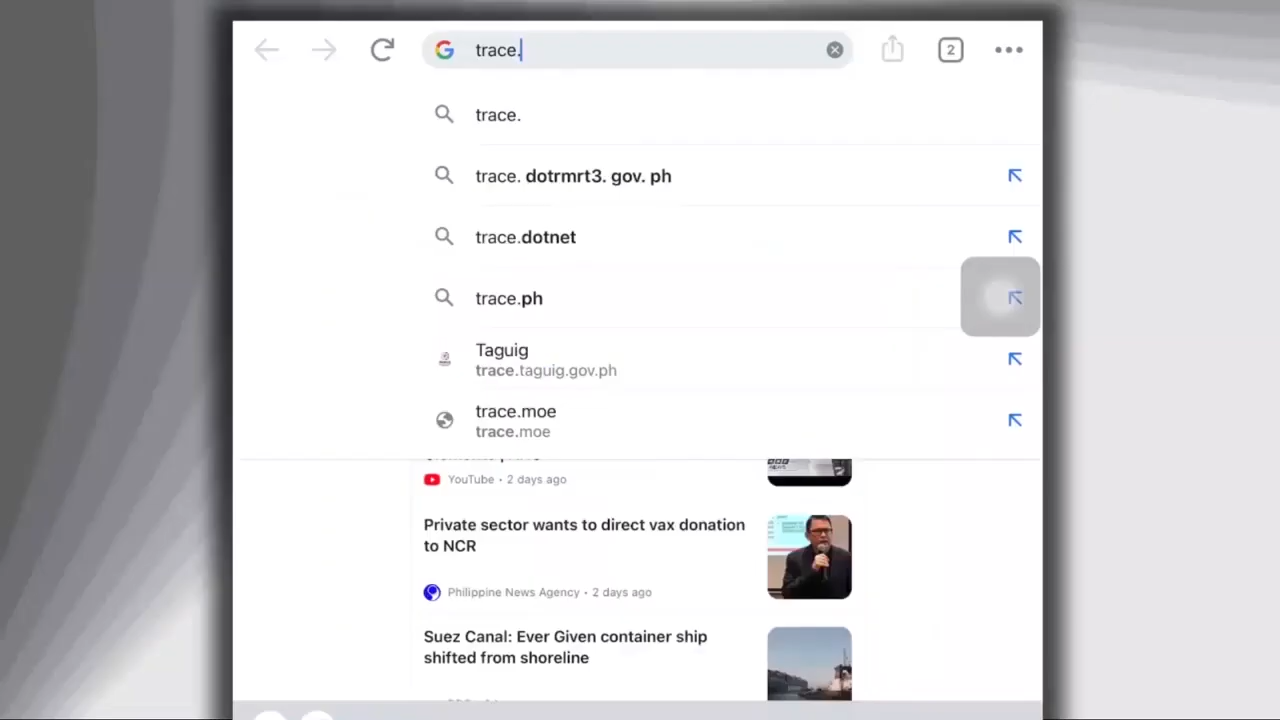 trace.
2
trace.
trace. dotrmrt3. gov. ph
trace.dotnet
trace.ph
Taguig
trace.taguig.gov.ph
trace.moe
trace.moe
YouTube • 2 days ago
Private sector wants to direct vax donation
to NCR
Philippine News Agency • 2 days ago
Suez Canal: Ever Given container ship
shifted from shoreline